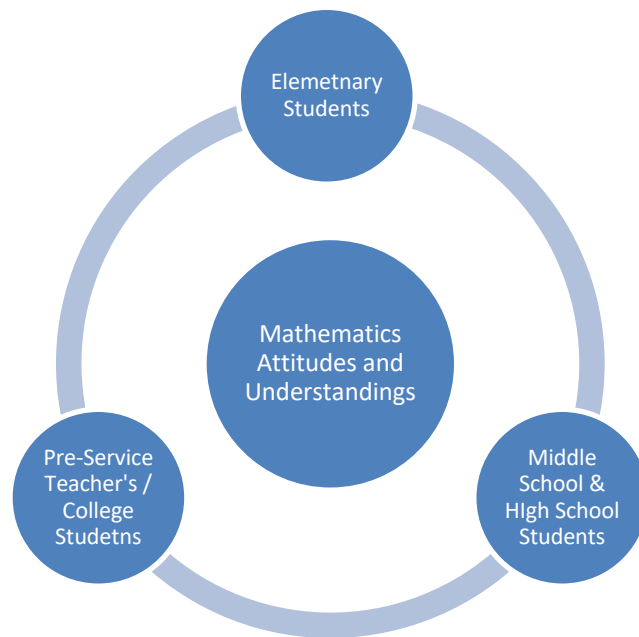 Elemetnary
Students
Mathematics
Attitudes and
Understandings
Pre-Service
Teacher's /
College
Studetns
Middle
School &
HIgh School
Students